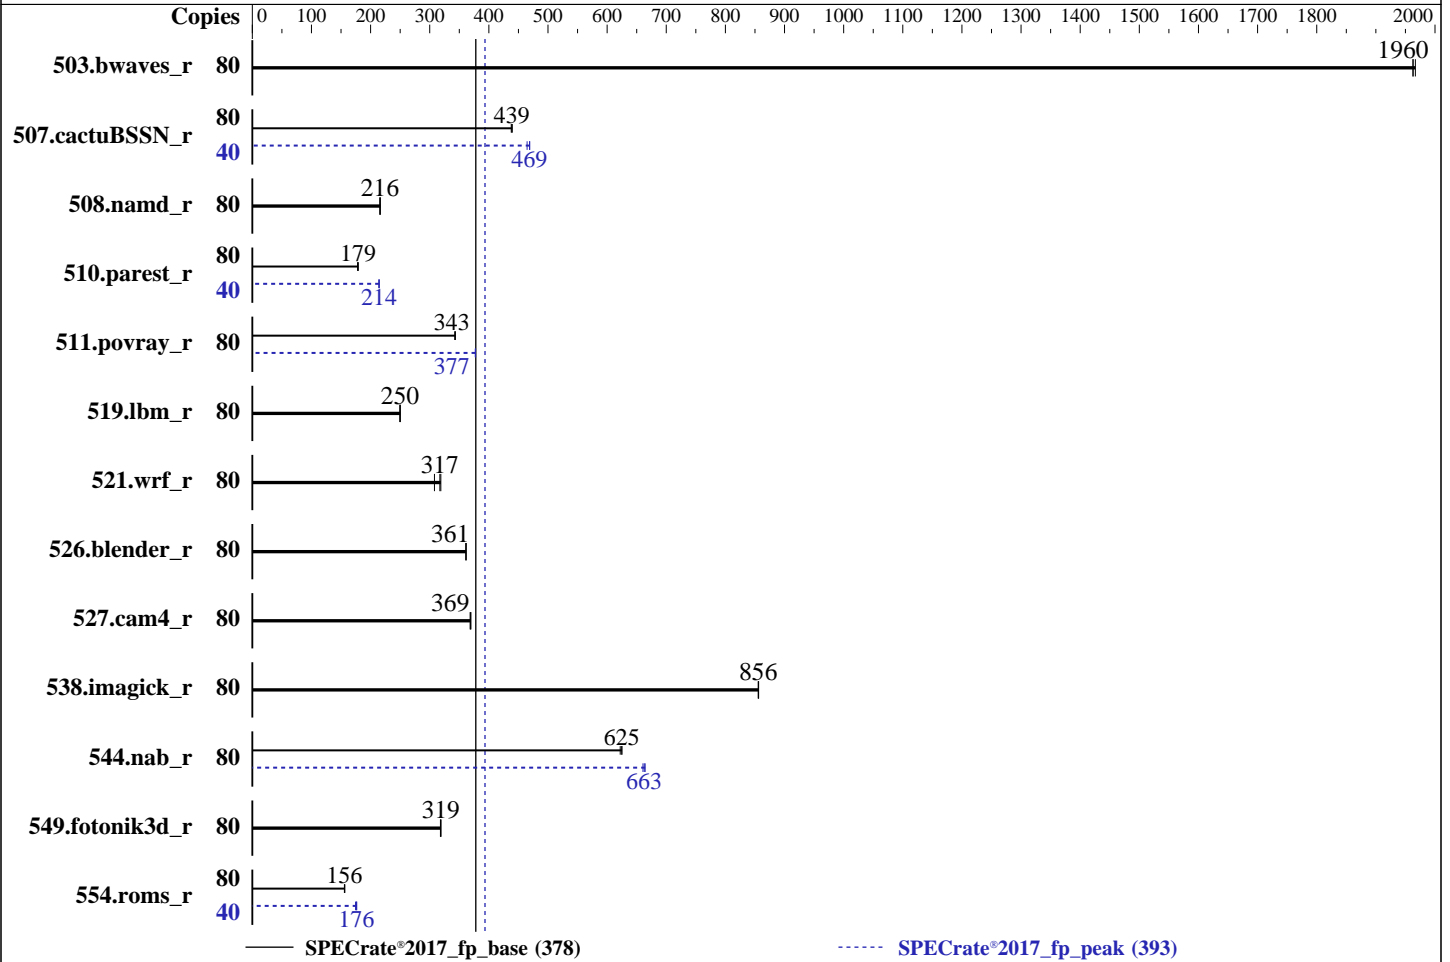 Copies 0 100 200 300 400 500 600 700 800 900 1000 1100 1200 1300 1400 1500 1600 1700 1800 2000
503.bwaves_r 80 1960
507.cactuBSSN_r 80 439
40 469
508.namd_r 80 216
510.parest_r 80 179
40 214
511.povray_r 80 343
377
519.lbm_r 80 250
521.wrf_r 80 317
526.blender_r 80 361
527.cam4_r 80 369
538.imagick_r 80 856
544.nab_r 80 625
663
549.fotonik3d_r 80 319
554.roms_r 80 156
40 176
SPECrate®2017_fp_base (378) SPECrate®2017_fp_peak (393)